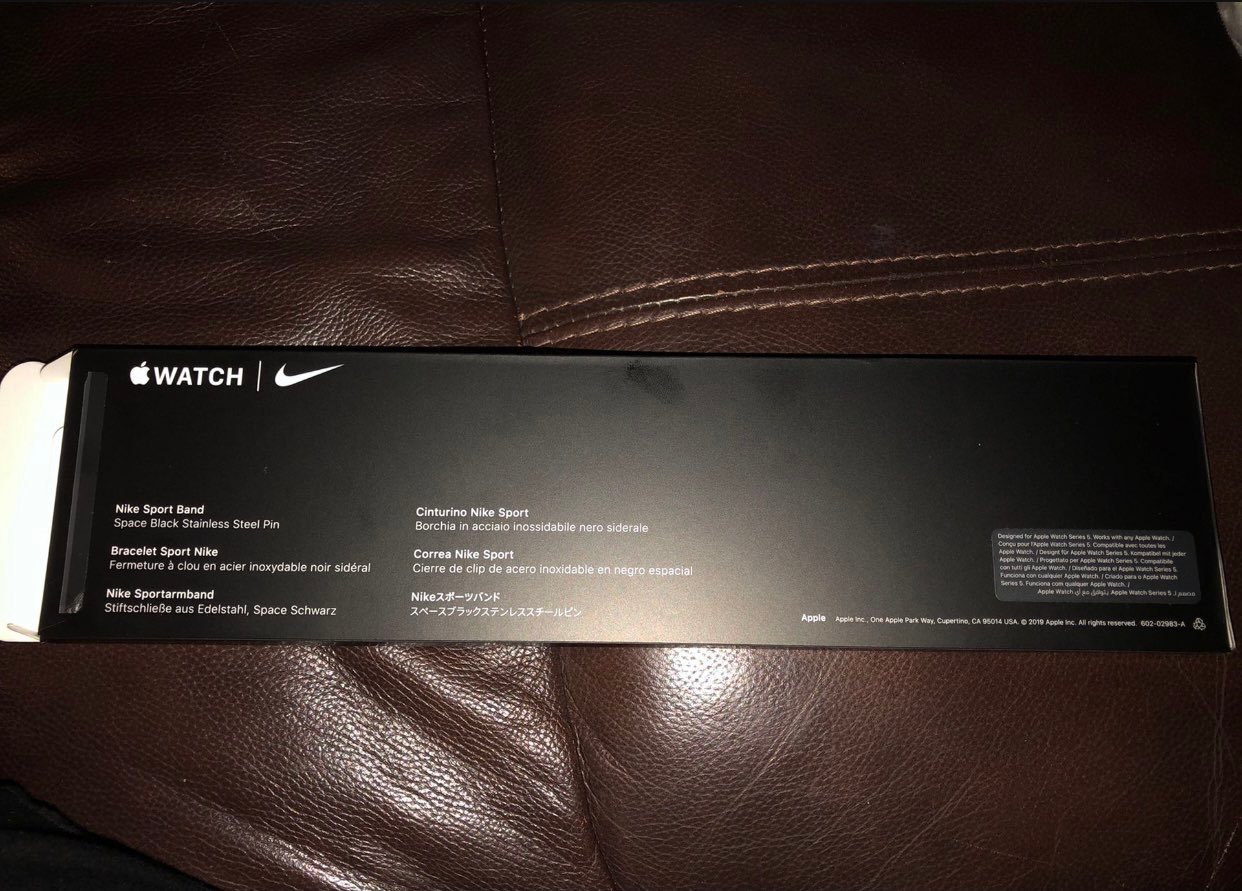 WATCH
Nike Sport Band
Space Black Stainless Steel Pin
Bracelet Sport Nike
Fermeture à clou en acier inoxydable noir sidéral
Nike Sportarmband
Stiftschließe aus Edelstahl, Space Schwarz
Cinturino Nike Sport
Borchia in acciaio inossidabile nero siderale
Correa Nike Sport
Cierre de clip de acero inoxidable en negro espacial
Nikeスポーツバンド
スペースブラックステンレススチールピン
Designed for Apple Watch Series 5. Works with any Apple Watch. /
Conçu pour l'Apple Watch Series 5. Compatible avec toutes les
Apple Watch. / Designt für Apple Watch Series 5. Kompatibel mit jeder
Apple Watch. / Progettato per Apple Watch Series 5. Compatibile
con tutti gli Apple Watch. / Diseñado para el Apple Watch Series 5.
Funciona con cualquier Apple Watch. / Criado para o Apple Watch
Series 5. Funciona com qualquer Apple Watch. /
مصمم لـ Apple Watch Series 5. يتوافق مع أي Apple Watch
Apple Apple Inc., One Apple Park Way, Cupertino, CA 95014 USA. © 2019 Apple Inc. All rights reserved. 602-02983-A